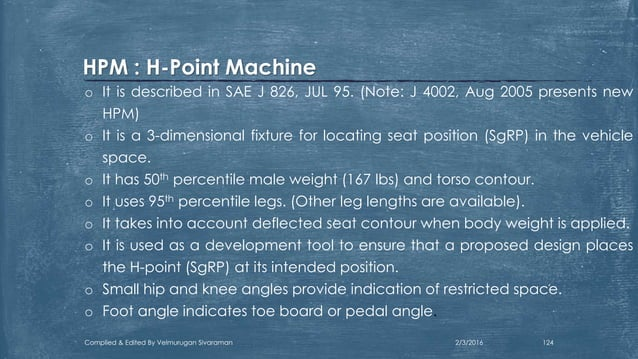 HPM : H-Point Machine
o It is described in SAE J 826, JUL 95. (Note: J 4002, Aug 2005 presents new
HPM)
o It is a 3-dimensional fixture for locating seat position (SgRP) in the vehicle
space.
o It has 50th percentile male weight (167 lbs) and torso contour.
o It uses 95th percentile legs. (Other leg lengths are available).
o It takes into account deflected seat contour when body weight is applied.
o It is used as a development tool to ensure that a proposed design places
the H-point (SgRP) at its intended position.
o Small hip and knee angles provide indication of restricted space.
o Foot angle indicates toe board or pedal angle.
Complied & Edited By Velmurugan Sivaraman 2/3/2016 124